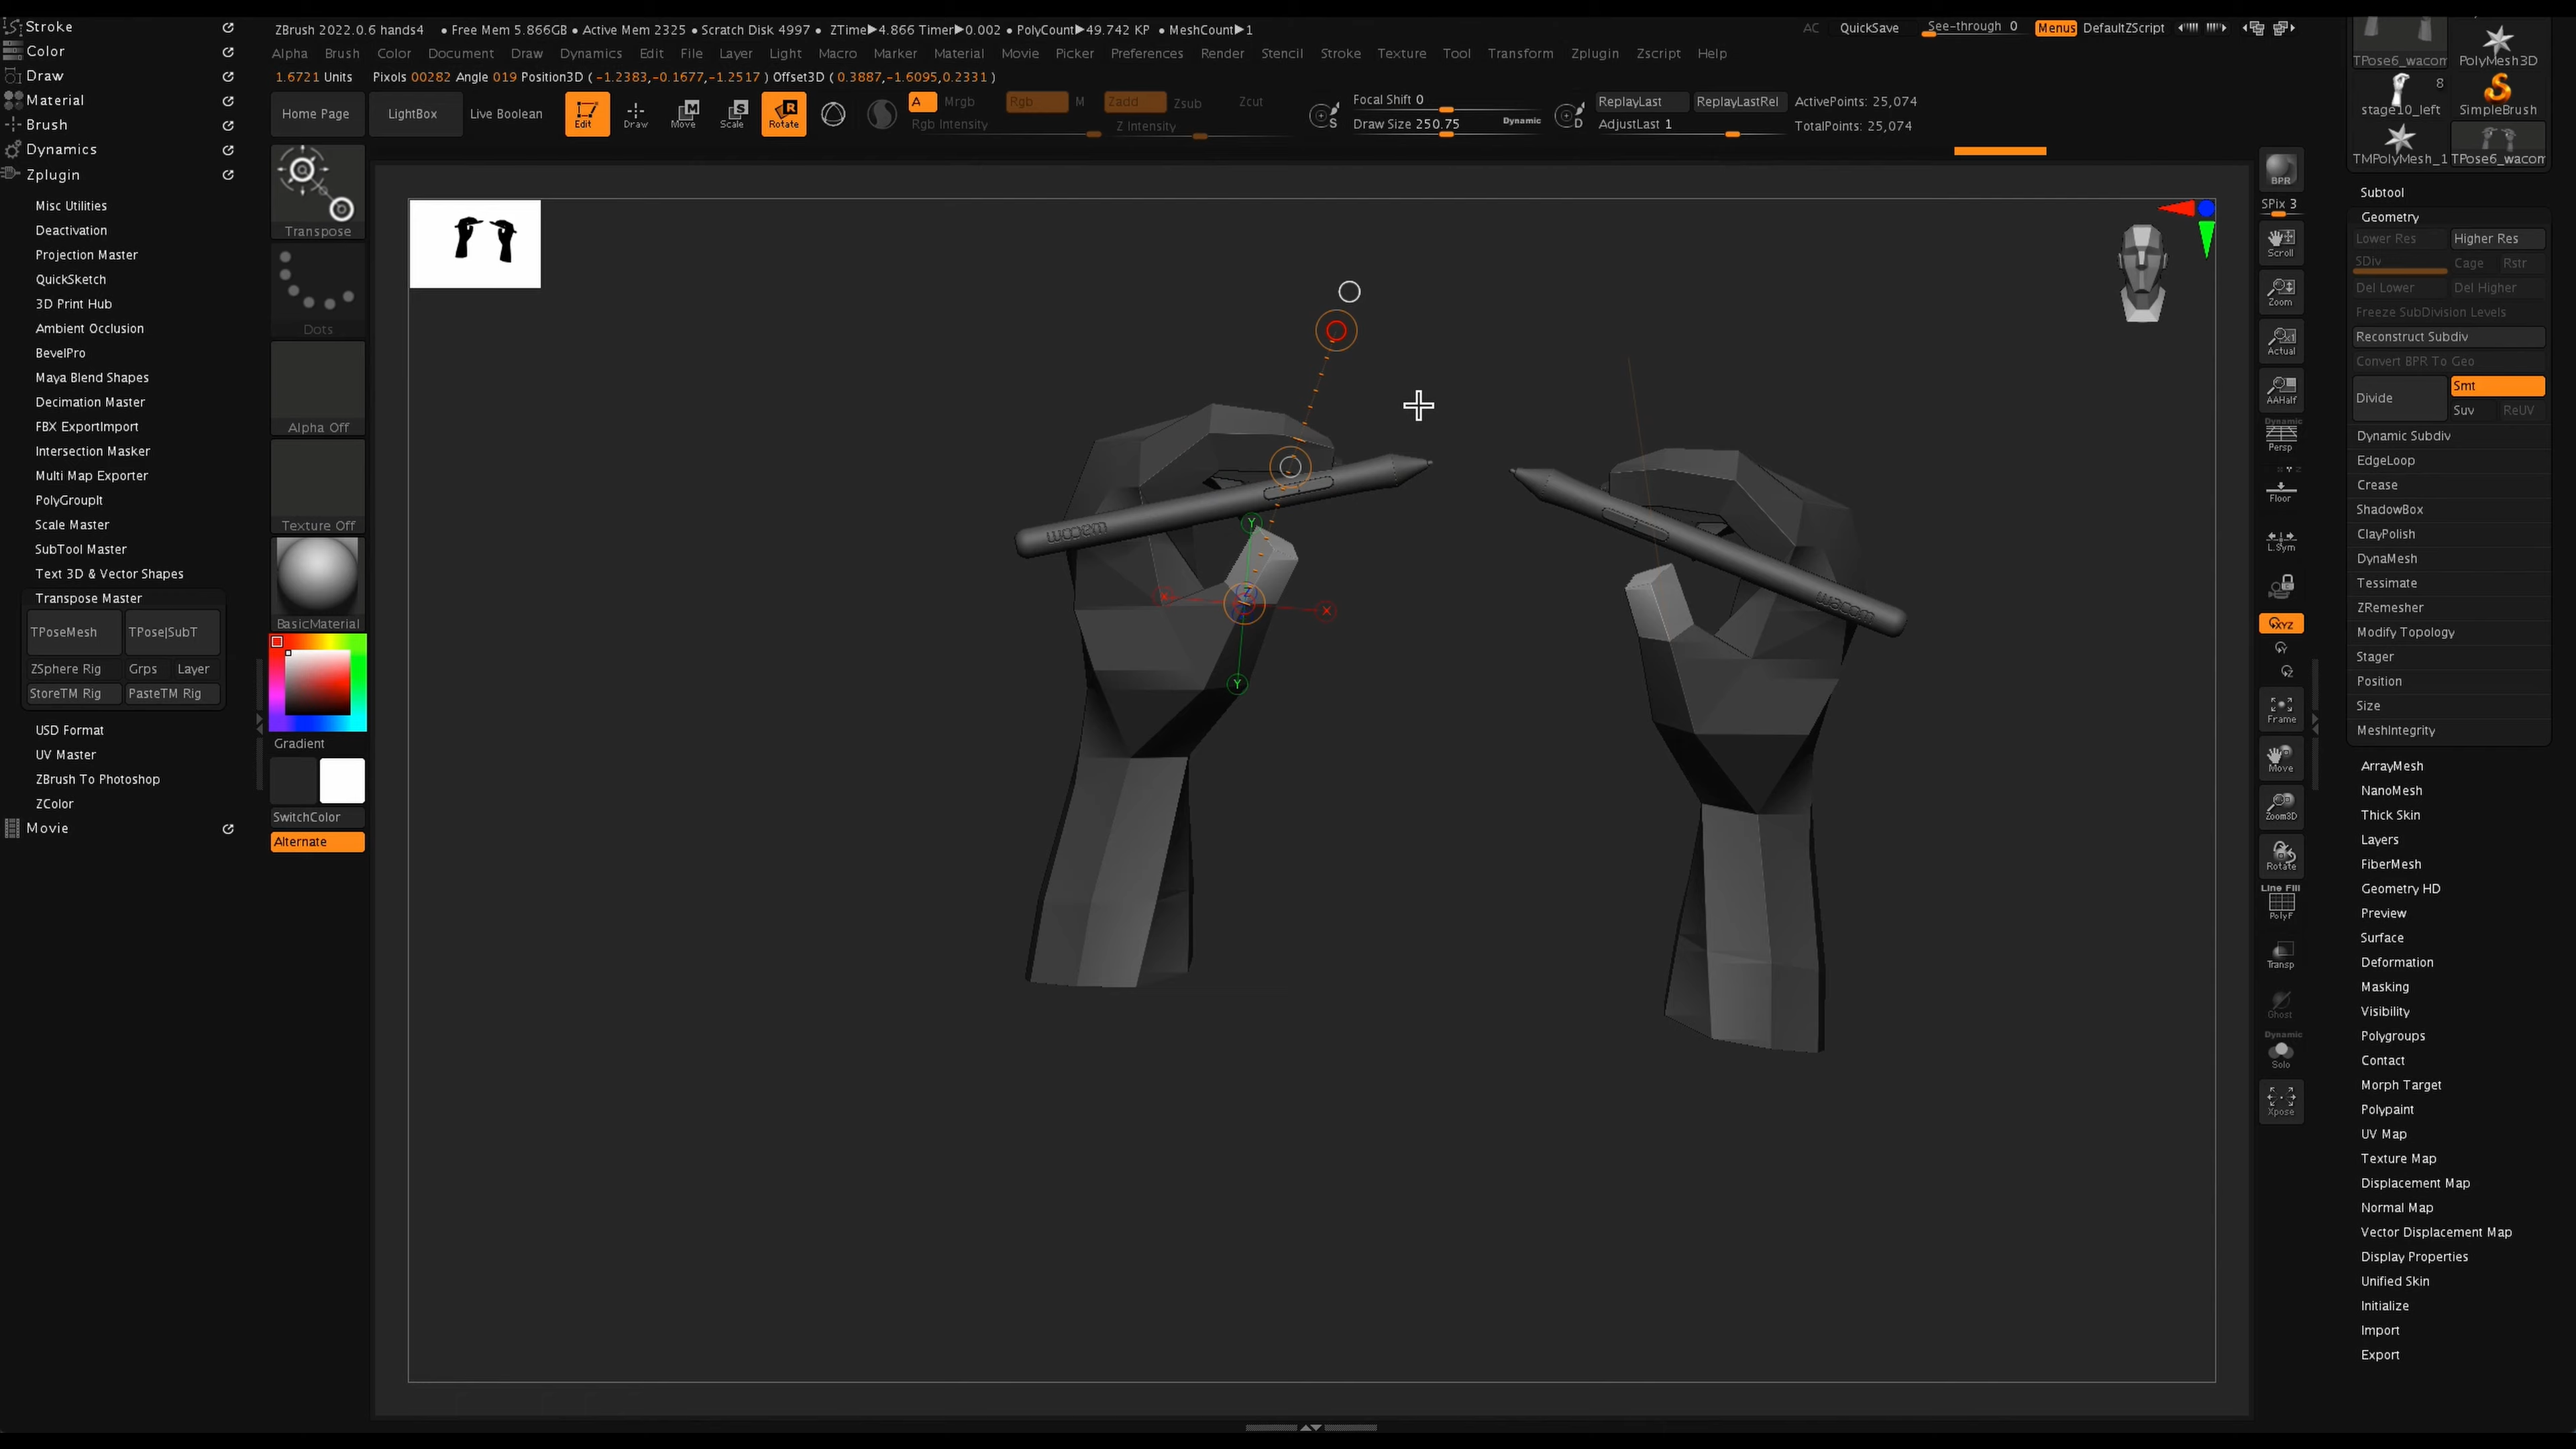 Stroke
Color
Draw
Material
Brush
Dynamics
Zplugin
Misc Utilities
Deactivation
Projection Master
QuickSketch
3D Print Hub
Ambient Occlusion
BevelPro
Maya Blend Shapes
Decimation Master
FBX ExportImport
Intersection Masker
Multi Map Exporter
PolyGroupIt
Scale Master
SubTool Master
Text 3D & Vector Shapes
Transpose Master
TPoseMesh TPose|SubT
ZSphere Rig Grps Layer
StoreTM Rig PasteTM Rig
USD Format
UV Master
ZBrush To Photoshop
ZColor
Movie
ZBrush 2022.0.6 hands4 • Free Mem 5.866GB • Active Mem 2325 • Scratch Disk 4997 • ZTime▶4.866 Timer▶0.002 • PolyCount▶49.742 KP • MeshCount▶1
AC QuickSave See-through 0 Menus DefaultZScript
Alpha Brush Color Document Draw Dynamics Edit File Layer Light Macro Marker Material Movie Picker Preferences Render Stencil Stroke Texture Tool Transform Zplugin Zscript Help
1.6721 Units Pixols 00282 Angle 019 Position3D ( -1.2383,-0.1677,-1.2517 ) Offset3D ( 0.3887,-1.6095,0.2331 )
Home Page LightBox Live Boolean
Edit Draw Move Scale Rotate
A Mrgb Rgb M Zadd Zsub Zcut
Rgb Intensity Z Intensity
Focal Shift 0
Draw Size 250.75 Dynamic
S
D
ReplayLast ReplayLastRel ActivePoints: 25,074
AdjustLast 1 TotalPoints: 25,074
Transpose
Dots
Alpha Off
Texture Off
BasicMaterial
Gradient
SwitchColor
Alternate
wacom
wacom
Y
X
Z
X
Y
BPR
SPix 3
Scroll
Zoom
Actual
AAHalf
Dynamic
Persp
Floor
L.Sym
XYZ
Frame
Move
Zoom3D
Rotate
Line Fill
PolyF
Transp
Ghost
Dynamic
Solo
Xpose
TPose6_wacom PolyMesh3D
8
stage10_left SimpleBrush
TMPolyMesh_1 TPose6_wacom
Subtool
Geometry
Lower Res Higher Res
SDiv Cage Rstr
Del Lower Del Higher
Freeze SubDivision Levels
Reconstruct Subdiv
Convert BPR To Geo
Divide Smt
Suv ReUV
Dynamic Subdiv
EdgeLoop
Crease
ShadowBox
ClayPolish
DynaMesh
Tessimate
ZRemesher
Modify Topology
Stager
Position
Size
MeshIntegrity
ArrayMesh
NanoMesh
Thick Skin
Layers
FiberMesh
Geometry HD
Preview
Surface
Deformation
Masking
Visibility
Polygroups
Contact
Morph Target
Polypaint
UV Map
Texture Map
Displacement Map
Normal Map
Vector Displacement Map
Display Properties
Unified Skin
Initialize
Import
Export